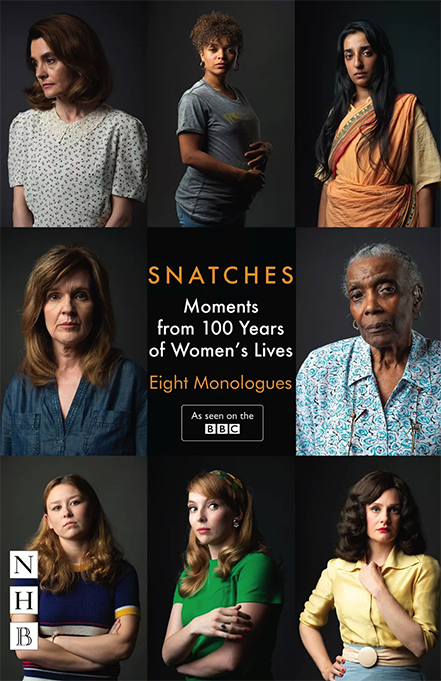 SNATCHES
Moments
from 100 Years
of Women's Lives
Eight Monologues
As seen on the
BBC
N
H
B